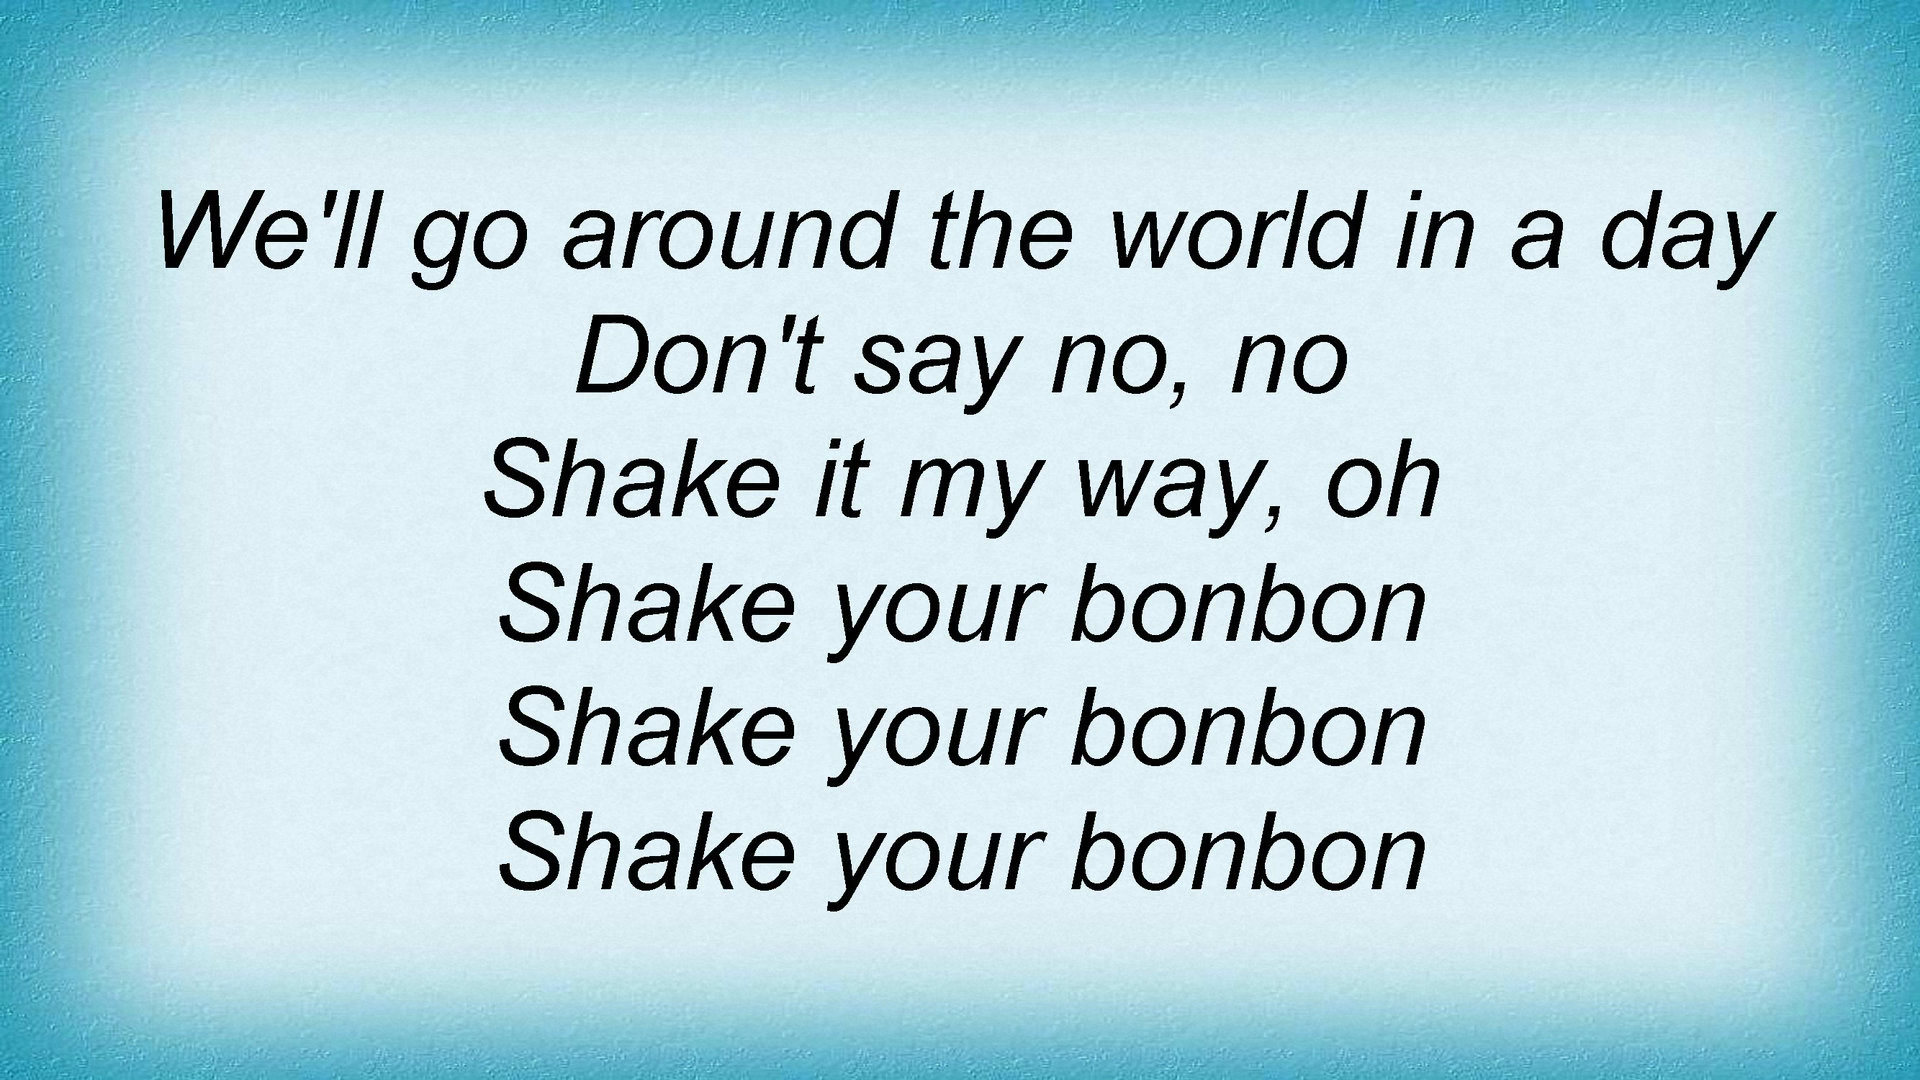 We'll go around the world in a day
Don't say no, no
Shake it my way, oh
Shake your bonbon
Shake your bonbon
Shake your bonbon